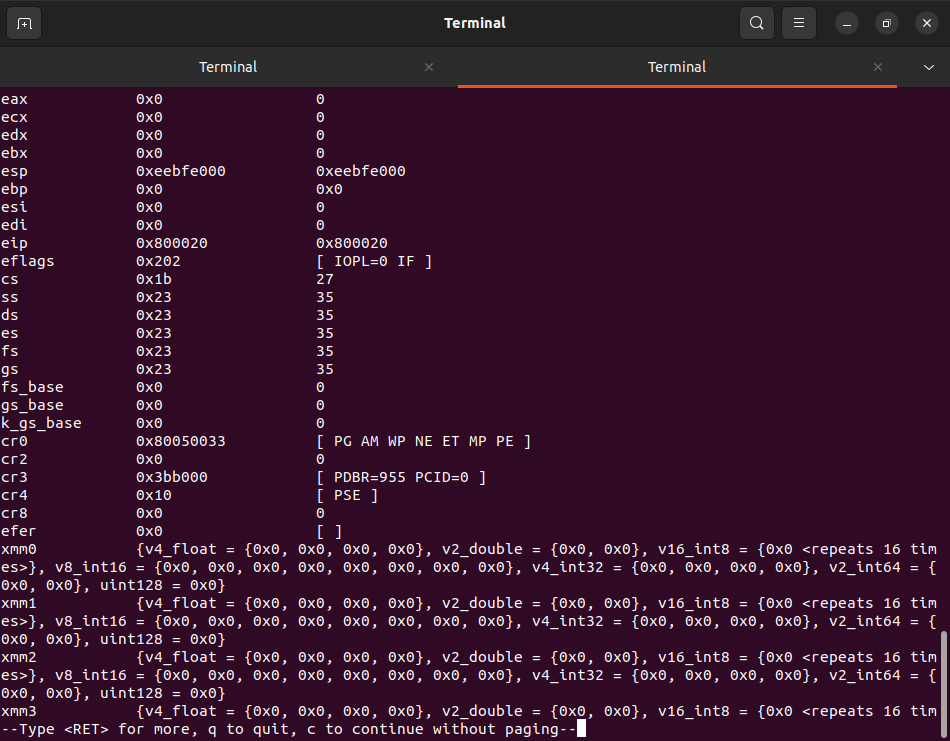 Terminal
Terminal
Terminal
eax            0x0                 0
ecx            0x0                 0
edx            0x0                 0
ebx            0x0                 0
esp            0xeebfe000          0xeebfe000
ebp            0x0                 0x0
esi            0x0                 0
edi            0x0                 0
eip            0x800020            0x800020
eflags         0x202               [ IOPL=0 IF ]
cs             0x1b                27
ss             0x23                35
ds             0x23                35
es             0x23                35
fs             0x23                35
gs             0x23                35
fs_base        0x0                 0
gs_base        0x0                 0
k_gs_base      0x0                 0
cr0            0x80050033          [ PG AM WP NE ET MP PE ]
cr2            0x0                 0
cr3            0x3bb000            [ PDBR=955 PCID=0 ]
cr4            0x10                [ PSE ]
cr8            0x0                 0
efer           0x0                 [ ]
xmm0           {v4_float = {0x0, 0x0, 0x0, 0x0}, v2_double = {0x0, 0x0}, v16_int8 = {0x0 <repeats 16 tim
es>}, v8_int16 = {0x0, 0x0, 0x0, 0x0, 0x0, 0x0, 0x0, 0x0}, v4_int32 = {0x0, 0x0, 0x0, 0x0}, v2_int64 = {
0x0, 0x0}, uint128 = 0x0}
xmm1           {v4_float = {0x0, 0x0, 0x0, 0x0}, v2_double = {0x0, 0x0}, v16_int8 = {0x0 <repeats 16 tim
es>}, v8_int16 = {0x0, 0x0, 0x0, 0x0, 0x0, 0x0, 0x0, 0x0}, v4_int32 = {0x0, 0x0, 0x0, 0x0}, v2_int64 = {
0x0, 0x0}, uint128 = 0x0}
xmm2           {v4_float = {0x0, 0x0, 0x0, 0x0}, v2_double = {0x0, 0x0}, v16_int8 = {0x0 <repeats 16 tim
es>}, v8_int16 = {0x0, 0x0, 0x0, 0x0, 0x0, 0x0, 0x0, 0x0}, v4_int32 = {0x0, 0x0, 0x0, 0x0}, v2_int64 = {
0x0, 0x0}, uint128 = 0x0}
xmm3           {v4_float = {0x0, 0x0, 0x0, 0x0}, v2_double = {0x0, 0x0}, v16_int8 = {0x0 <repeats 16 tim
--Type <RET> for more, q to quit, c to continue without paging--